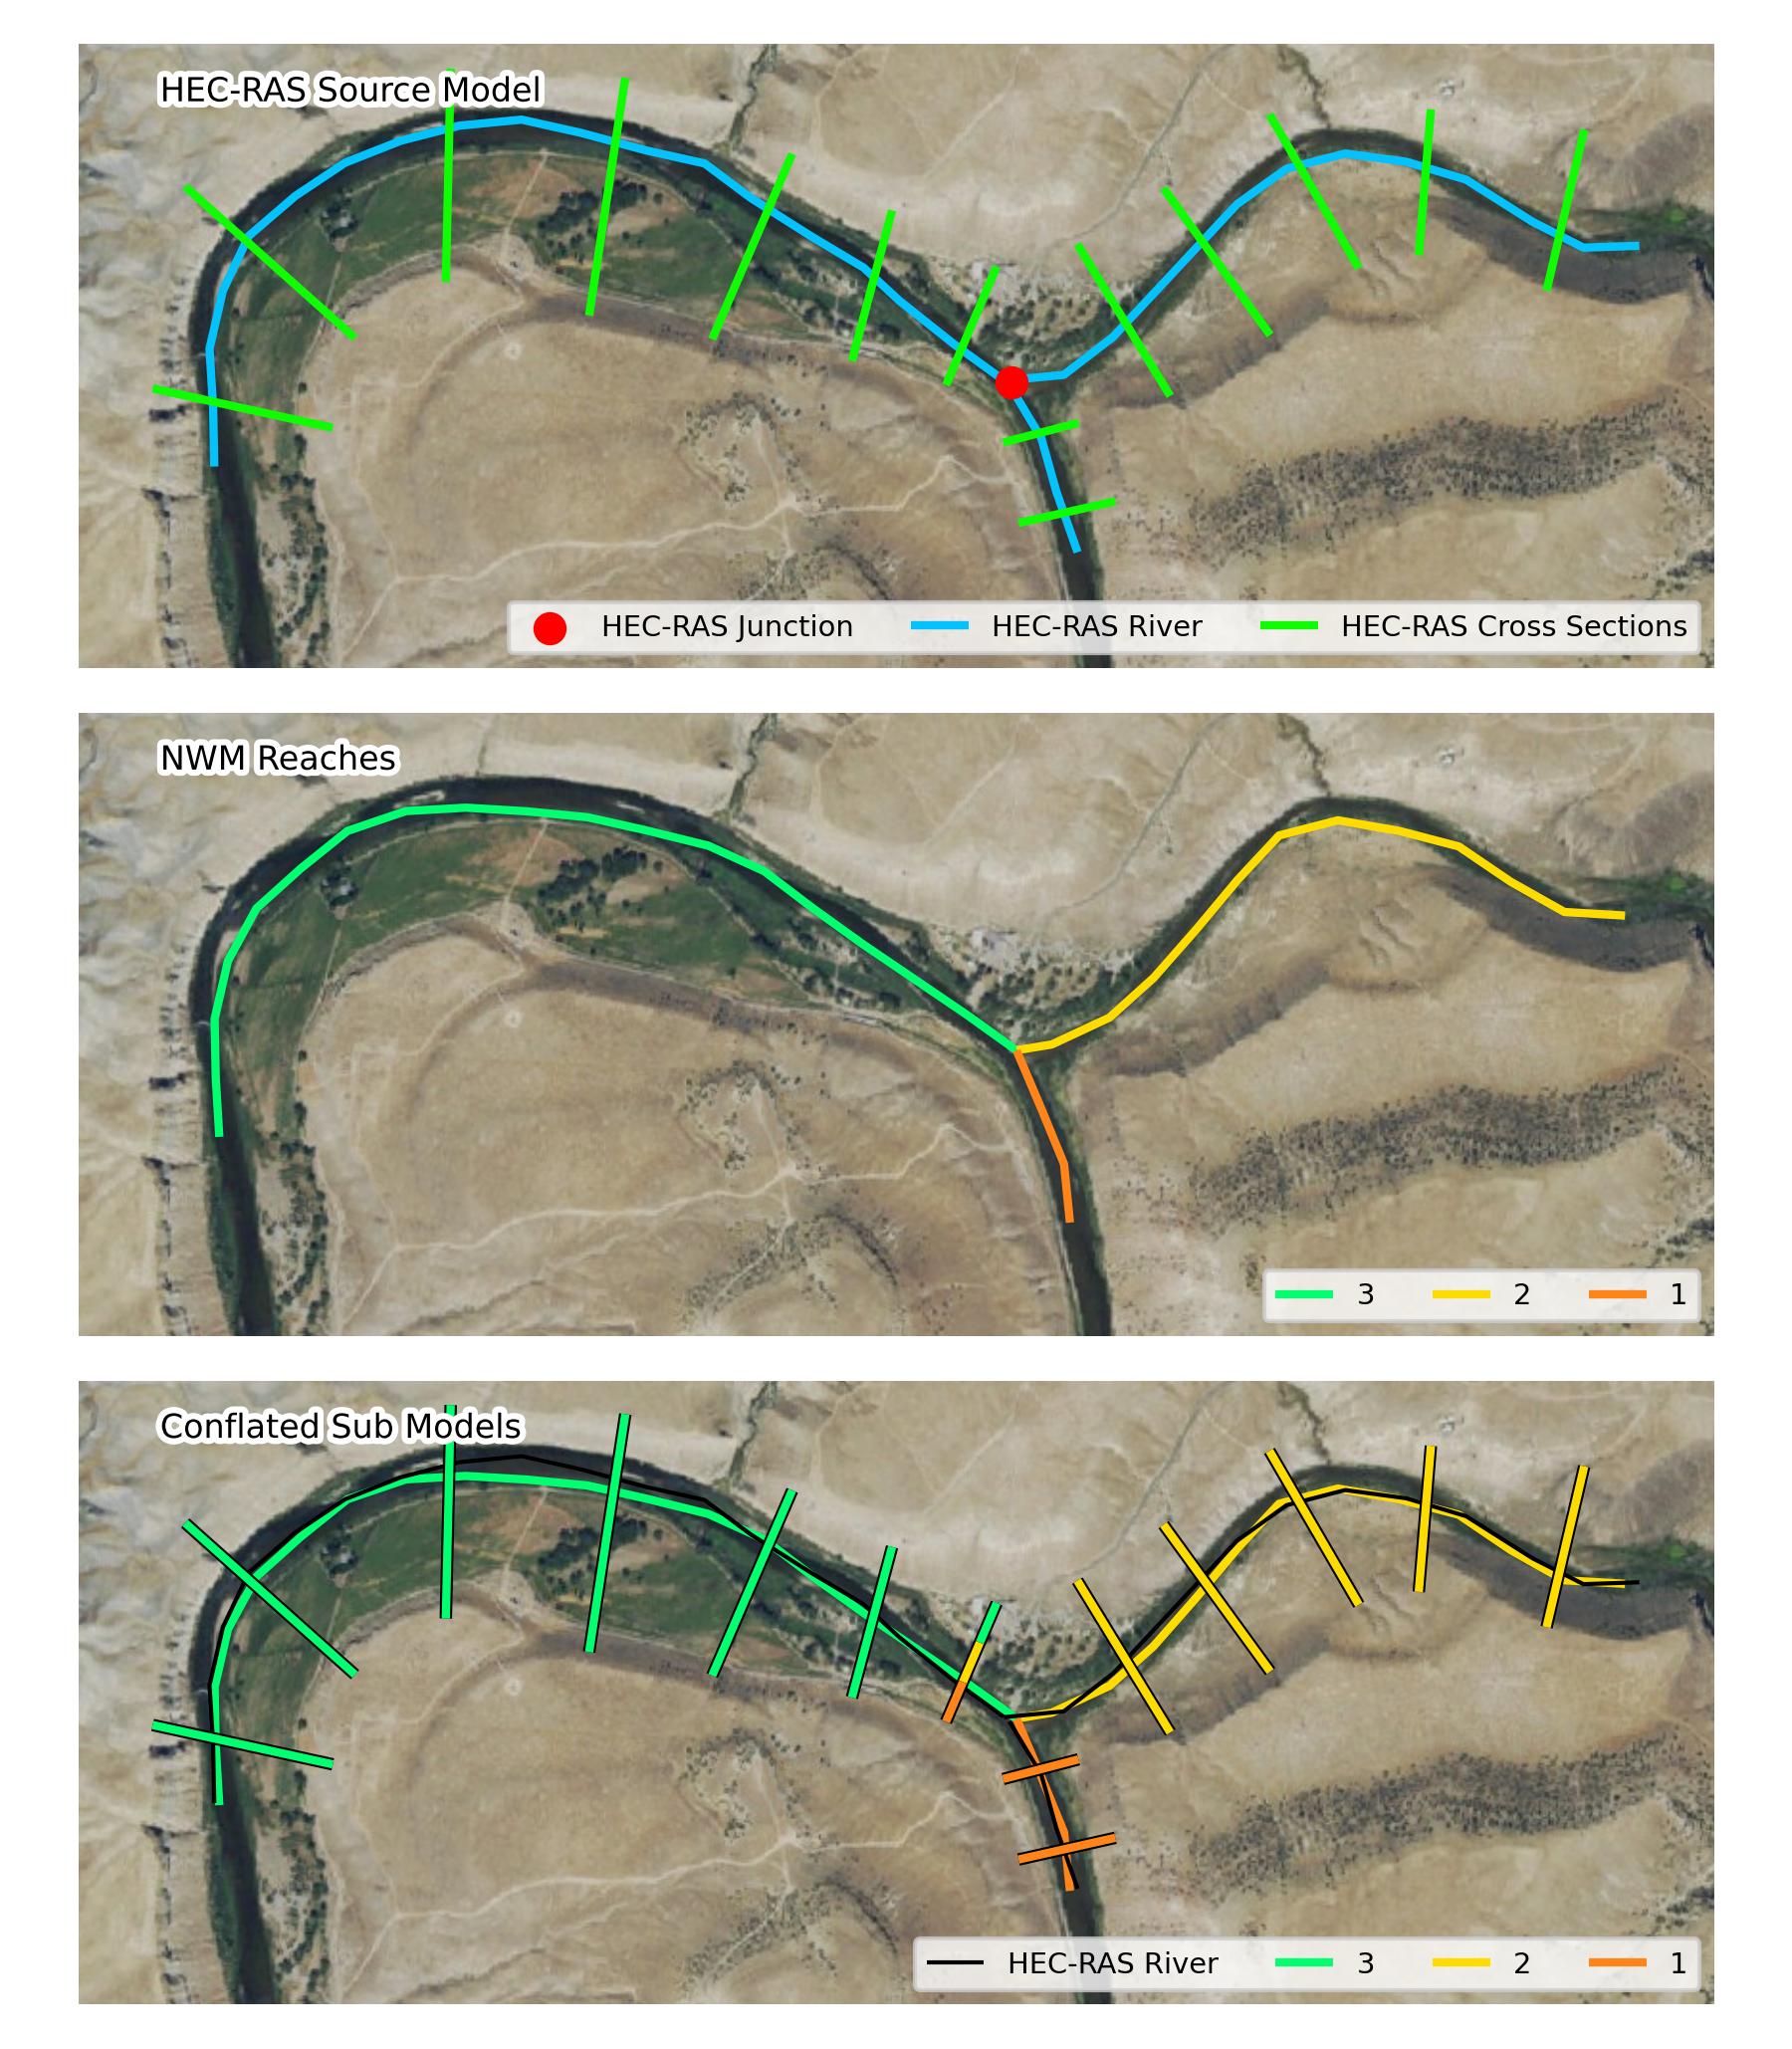 HEC-RAS Source Model
HEC-RAS Junction HEC-RAS River HEC-RAS Cross Sections
NWM Reaches
3 2 1
Conflated Sub Models
HEC-RAS River 3 2 1